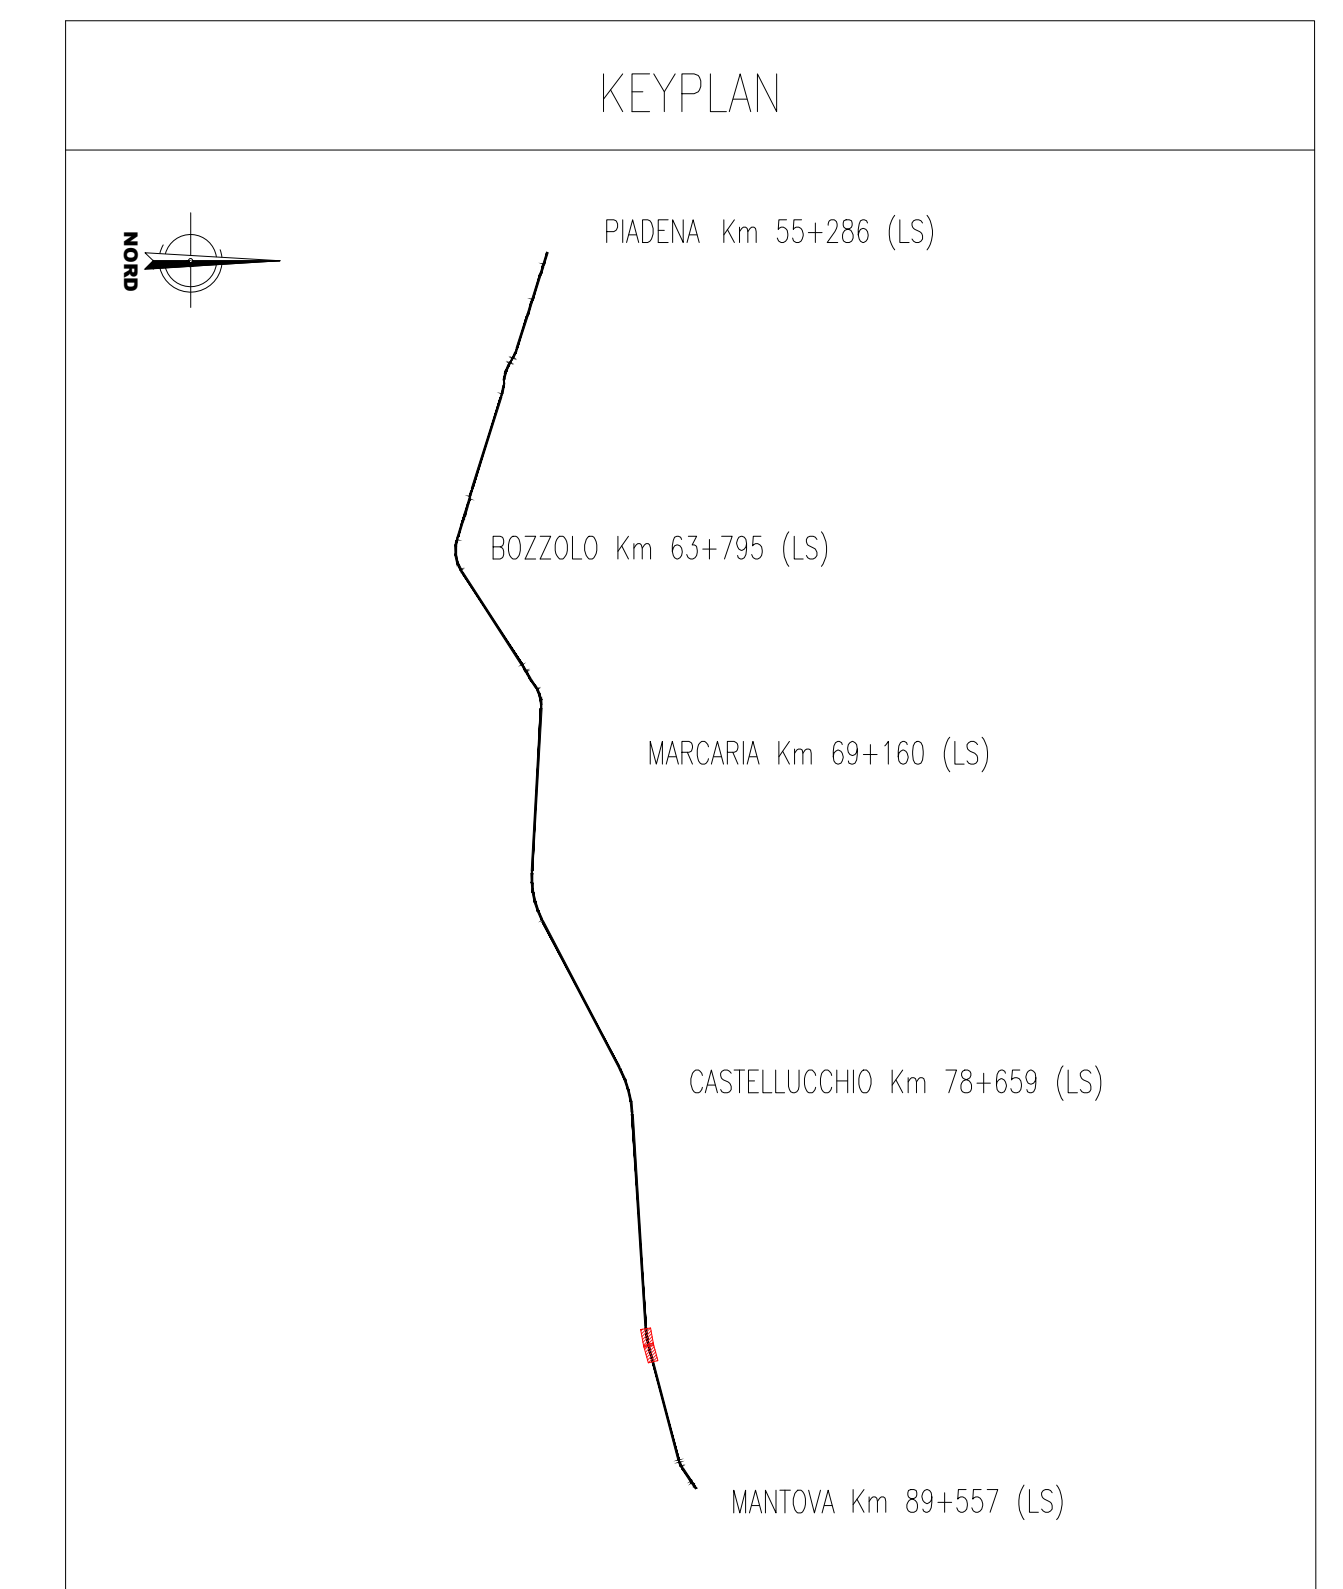 KEYPLAN
NORD
PIADENA Km 55+286 (LS)
BOZZOLO Km 63+795 (LS)
MARCARIA Km 69+160 (LS)
CASTELLUCCHIO Km 78+659 (LS)
MANTOVA Km 89+557 (LS)